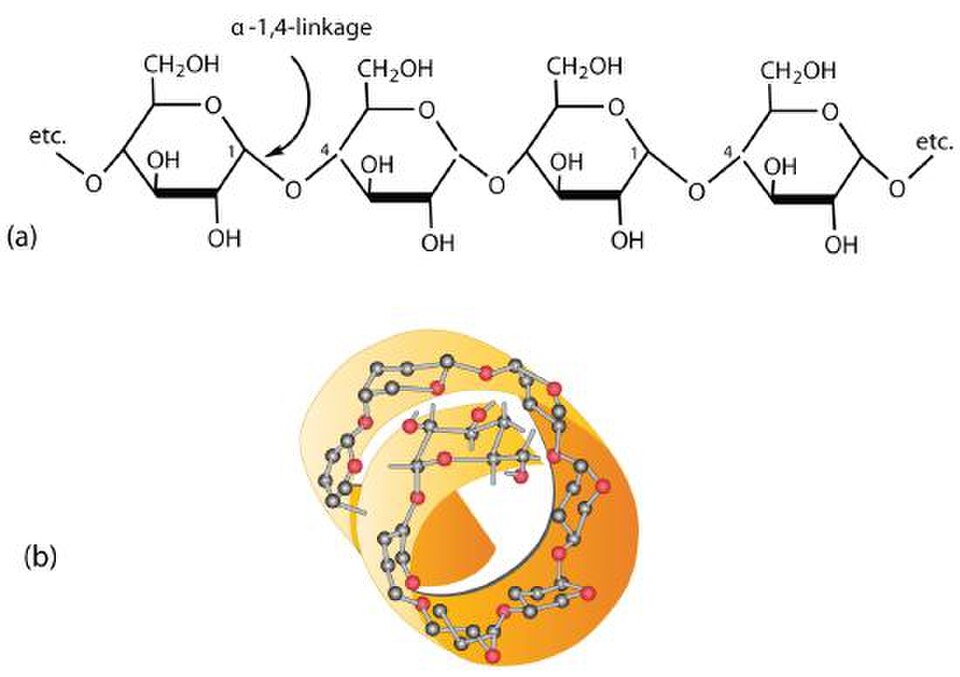 α-1,4-linkage
CH₂OH CH₂OH CH₂OH CH₂OH
O O O O
etc. OH 1 4 OH OH 1 4 OH etc.
O O O O O
OH OH OH OH
(a)
(b)